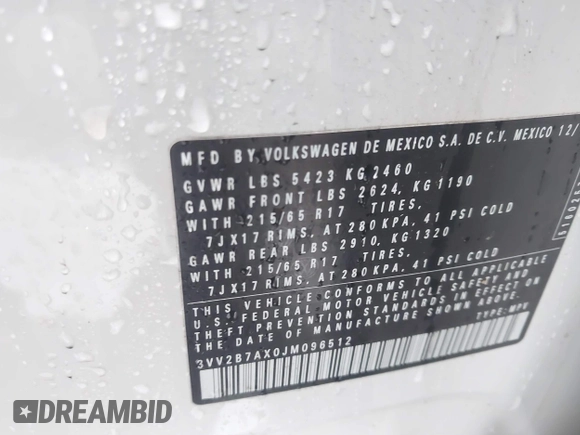 MFD BY VOLKSWAGEN DE MEXICO S.A. DE C.V. MEXICO 12/
GVWR LBS 5423 KG 2460
GAWR FRONT LBS 2624, KG 1190
WITH 215/65 R17 TIRES,
7JX17 RIMS, AT 280 KPA, 41 PSI COLD
GAWR REAR LBS 2910, KG 1320
WITH 215/65 R17 TIRES,
7JX17 RIMS, AT 280 KPA, 41 PSI COLD
THIS VEHICLE CONFORMS TO ALL APPLICABLE
U.S. FEDERAL MOTOR VEHICLE SAFETY AND
THEFT PREVENTION STANDARDS IN EFFECT ON
THE DATE OF MANUFACTURE SHOWN ABOVE.
3VV2B7AX0JM096512 TYPE: MPV
DREAMBID